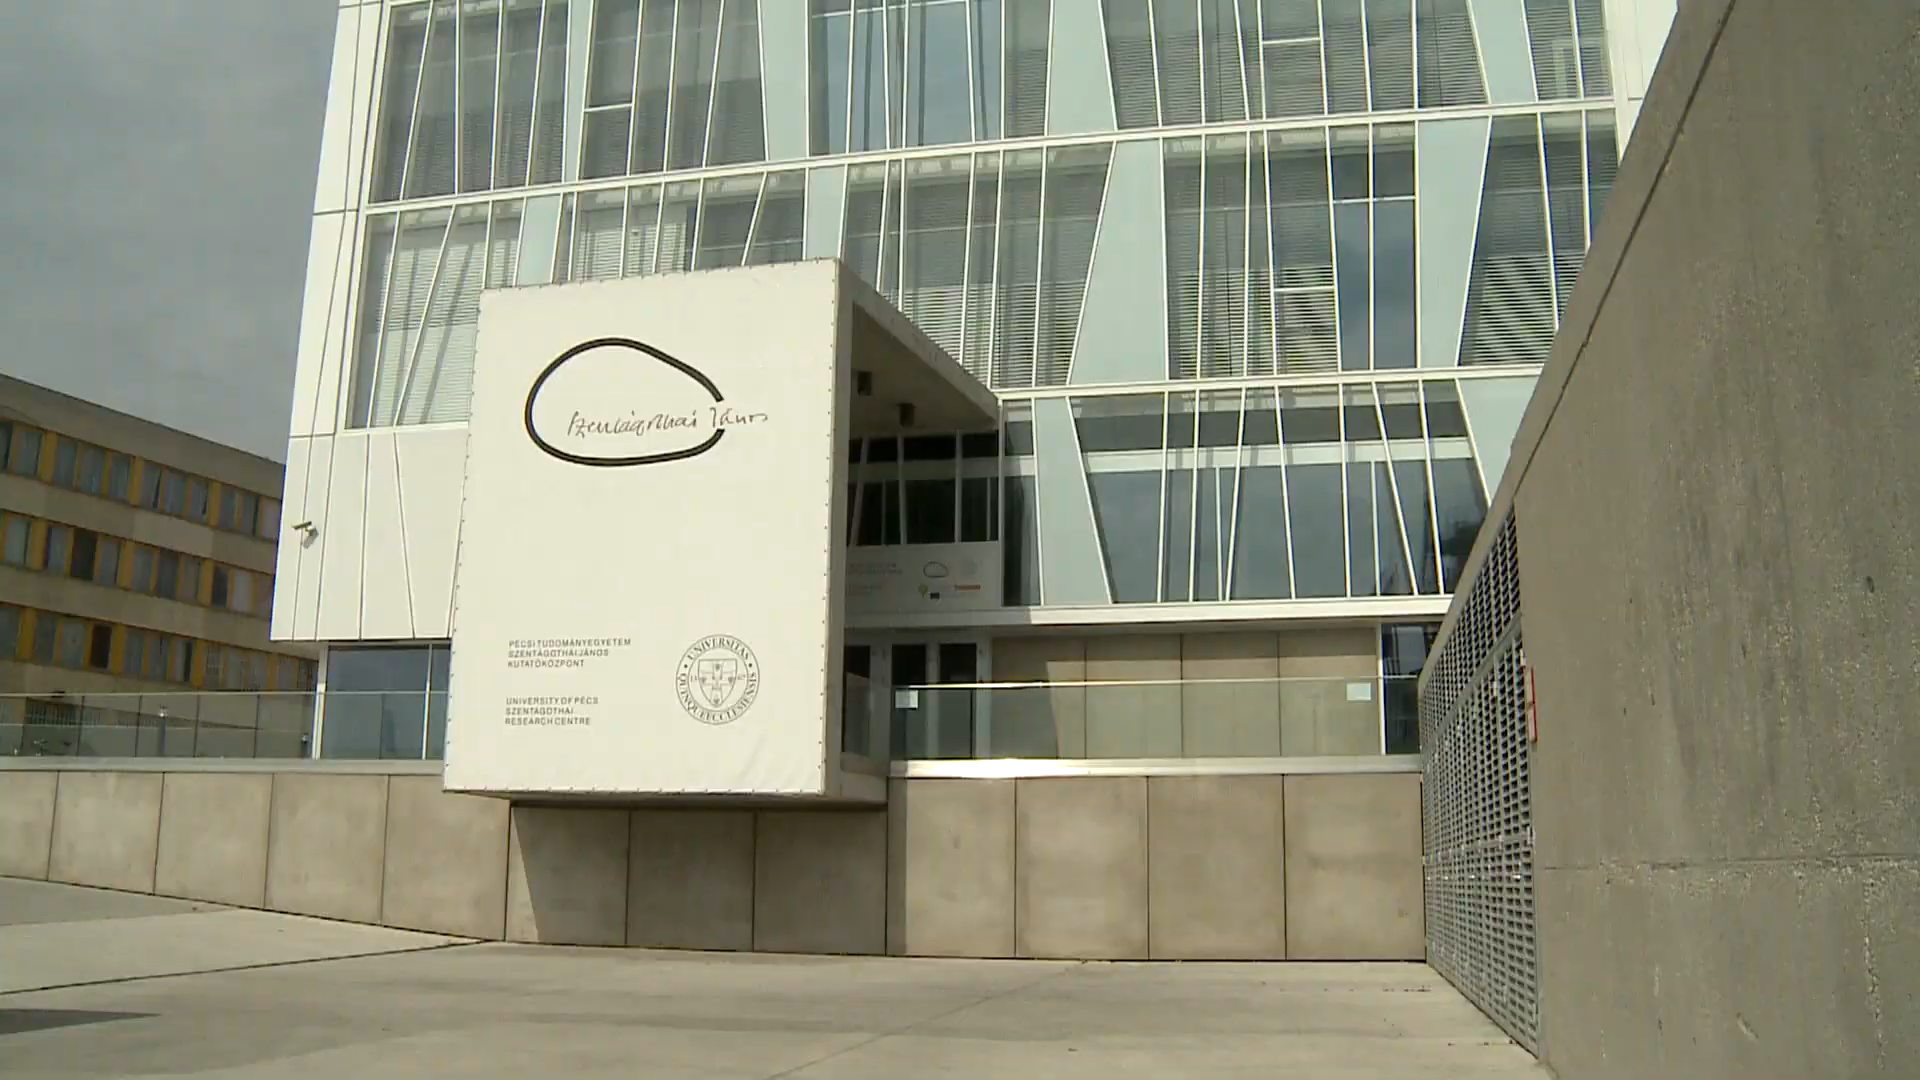 Szentágothai János
PÉCSI TUDOMÁNYEGYETEM
SZENTÁGOTHAI JÁNOS
KUTATÓKÖZPONT
UNIVERSITY OF PÉCS
SZENTÁGOTHAI
RESEARCH CENTRE
UNIVERSITAS
QUINQUEECCLESIENSIS